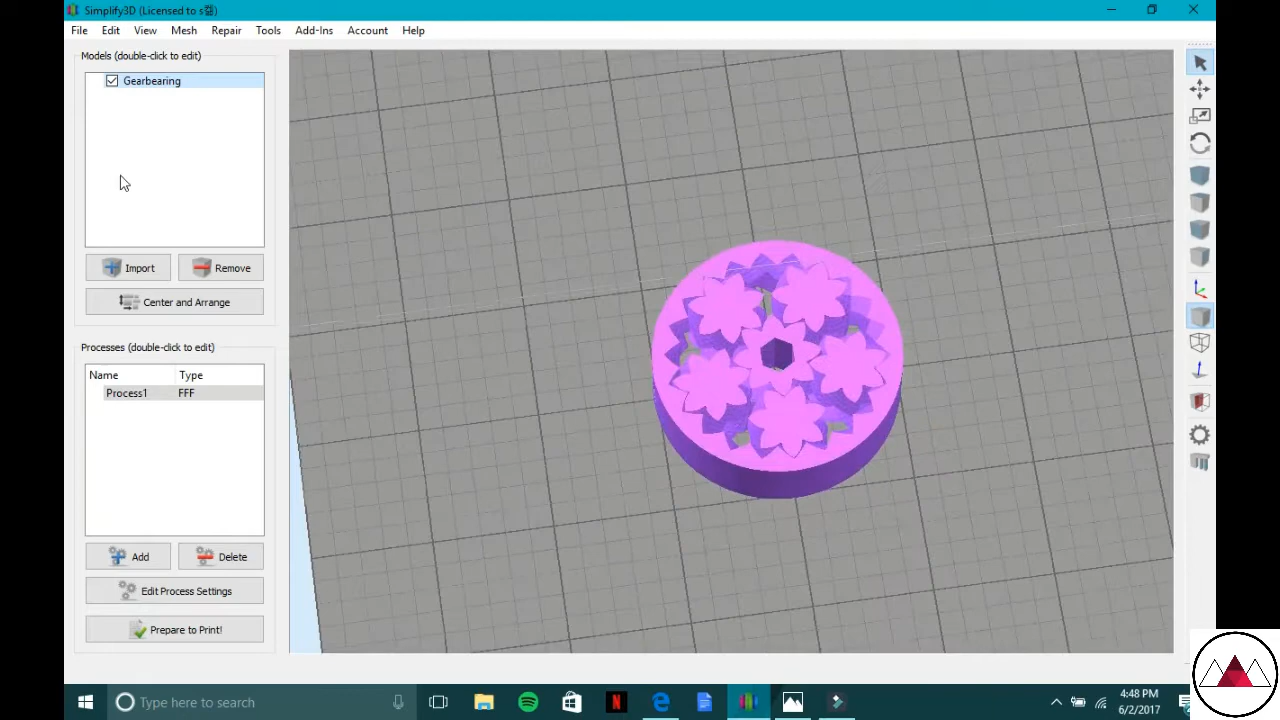 Simplify3D (Licensed to s캡)
File Edit View Mesh Repair Tools Add-Ins Account Help
Models (double-click to edit)
Gearbearing
Import Remove
Center and Arrange
Processes (double-click to edit)
Name Type
Process1 FFF
Add Delete
Edit Process Settings
Prepare to Print!
Type here to search
4:48 PM
6/2/2017